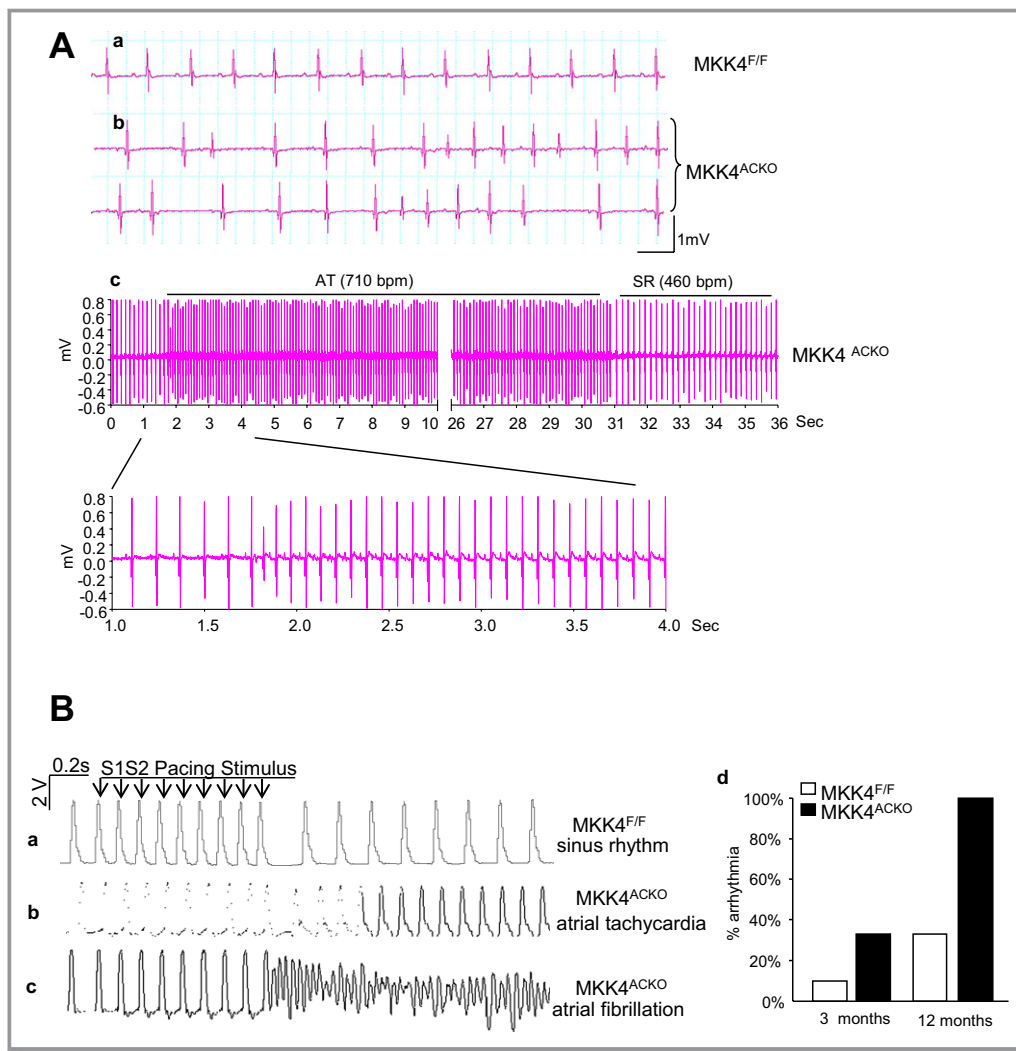 A
a
MKK4F/F
b
MKK4ACKO
1mV
c
AT (710 bpm)
SR (460 bpm)
0.8
0.6
0.4
0.2
0.0
-0.2
-0.4
-0.6
mV
MKK4 ACKO
0 1 2 3 4 5 6 7 8 9 10 26 27 28 29 30 31 32 33 34 35 36 Sec
0.8
0.6
0.4
0.2
0.0
-0.2
-0.4
-0.6
mV
1.0 1.5 2.0 2.5 3.0 3.5 4.0 Sec
B
0.2s
2 V
S1S2 Pacing Stimulus
a
MKK4F/F
sinus rhythm
b
MKK4ACKO
atrial tachycardia
c
MKK4ACKO
atrial fibrillation
d
MKK4F/F
MKK4ACKO
100%
80%
60%
40%
20%
0%
% arrhythmia
3 months 12 months